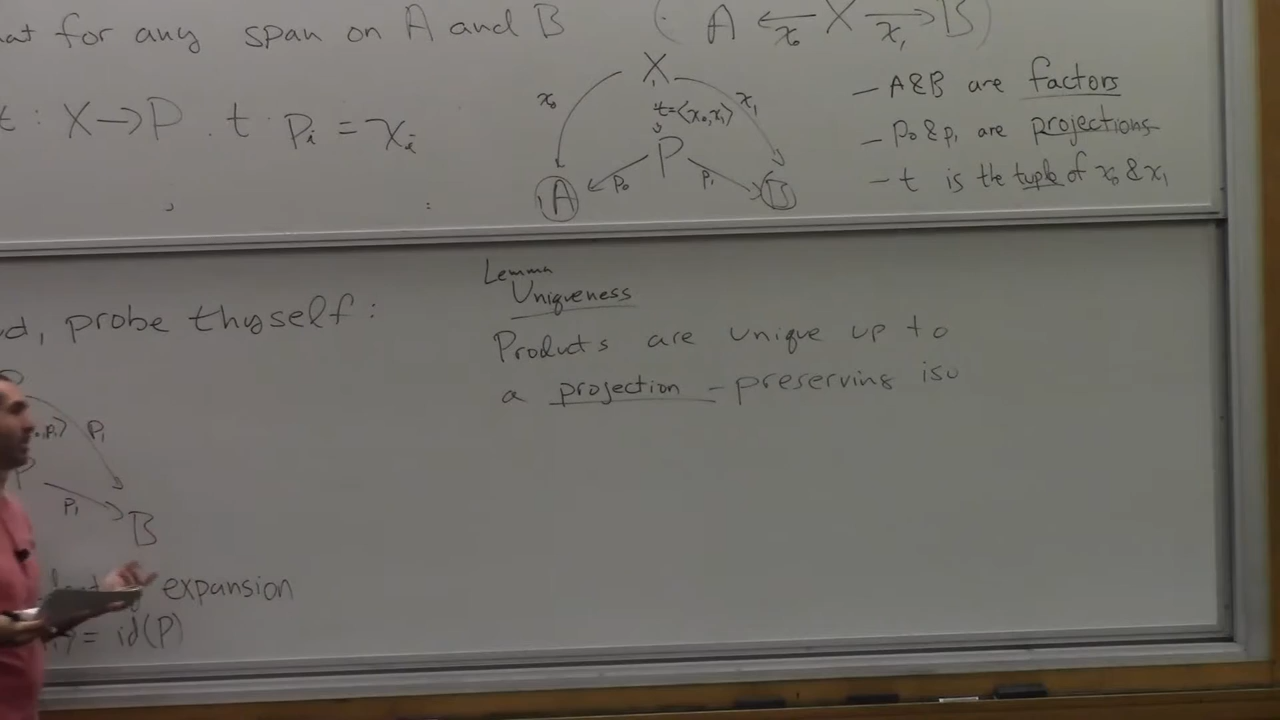 for any span on A and B ( A ←x₀ X x₁→ B )
t : X → P . t · pᵢ = xᵢ
X
x₀ t=⟨x₀,x₁⟩ x₁
P
A p₀ p₁ B
– A & B are factors
– p₀ & p₁ are projections
– t is the tuple of x₀ & x₁
probe thyself :
p₁
P
p₁
B
expansion
= id(P)
Lemma
Uniqueness
Products are unique up to
a projection – preserving iso